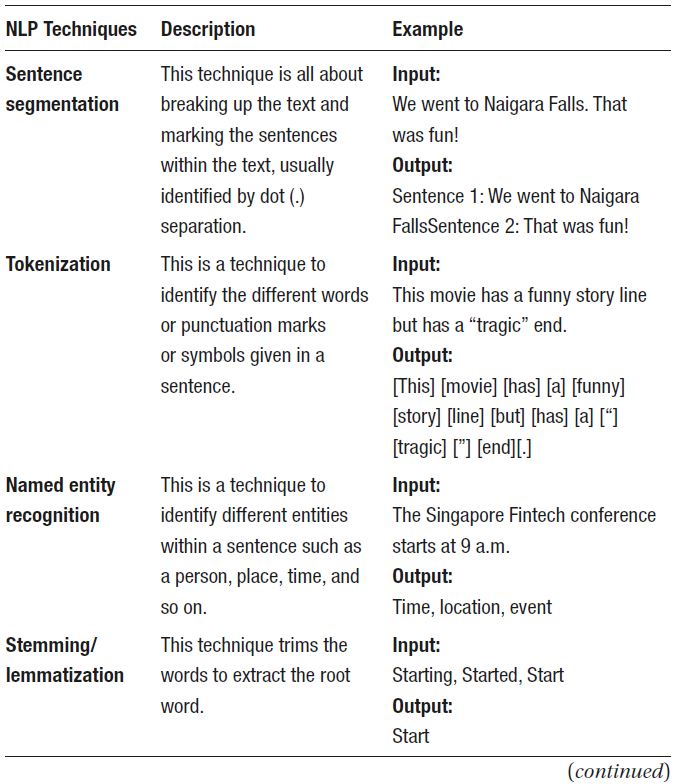 NLP Techniques Description Example
Sentence This technique is all about Input:
segmentation breaking up the text and We went to Naigara Falls. That
marking the sentences was fun!
within the text, usually Output:
identified by dot (.) Sentence 1: We went to Naigara
separation. FallsSentence 2: That was fun!
Tokenization This is a technique to Input:
identify the different words This movie has a funny story line
or punctuation marks but has a “tragic” end.
or symbols given in a Output:
sentence. [This] [movie] [has] [a] [funny]
[story] [line] [but] [has] [a] [“]
[tragic] [”] [end][.]
Named entity This is a technique to Input:
recognition identify different entities The Singapore Fintech conference
within a sentence such as starts at 9 a.m.
a person, place, time, and Output:
so on. Time, location, event
Stemming/ This technique trims the Input:
lemmatization words to extract the root Starting, Started, Start
word. Output:
Start
(continued)